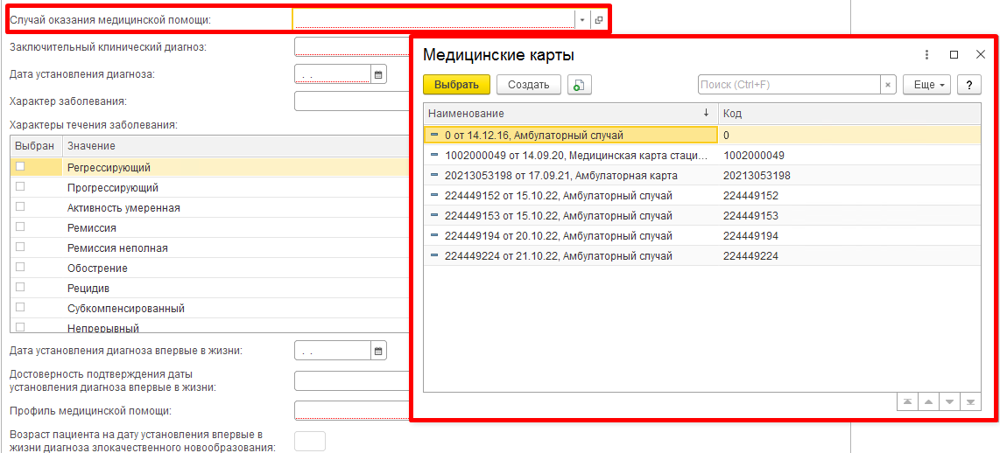 Случай оказания медицинской помощи:
Заключительный клинический диагноз:
Дата установления диагноза:
. .
Характер заболевания:
Характеры течения заболевания:
Выбран Значение
Регрессирующий
Прогрессирующий
Активность умеренная
Ремиссия
Ремиссия неполная
Обострение
Рецидив
Субкомпенсированный
Непрерывный
Дата установления диагноза впервые в жизни:
. .
Достоверность подтверждения даты
установления диагноза впервые в жизни:
Профиль медицинской помощи:
Возраст пациента на дату установления впервые в
жизни диагноза злокачественного новообразования:
Медицинские карты
Выбрать Создать Поиск (Ctrl+F) × Еще ?
Наименование ↓ Код
0 от 14.12.16, Амбулаторный случай 0
1002000049 от 14.09.20, Медицинская карта стаци... 1002000049
20213053198 от 17.09.21, Амбулаторная карта 20213053198
224449152 от 15.10.22, Амбулаторный случай 224449152
224449153 от 15.10.22, Амбулаторный случай 224449153
224449194 от 20.10.22, Амбулаторный случай 224449194
224449224 от 21.10.22, Амбулаторный случай 224449224